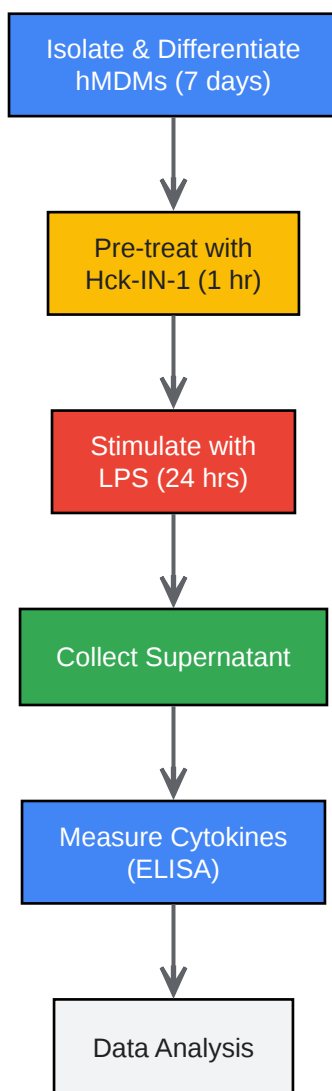 Isolate & Differentiate
hMDMs (7 days)
Pre-treat with
Hck-IN-1 (1 hr)
Stimulate with
LPS (24 hrs)
Collect Supernatant
Measure Cytokines
(ELISA)
Data Analysis